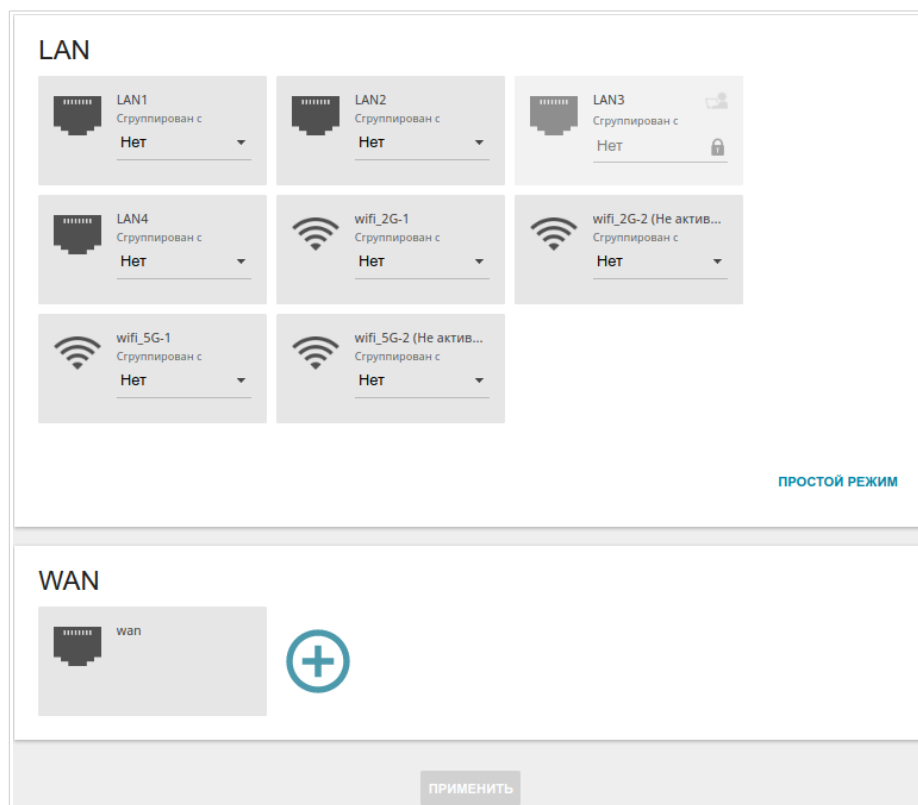 LAN
LAN1
Сгруппирован с
Нет
LAN2
Сгруппирован с
Нет
LAN3
Сгруппирован с
Нет
LAN4
Сгруппирован с
Нет
wifi_2G-1
Сгруппирован с
Нет
wifi_2G-2 (Не актив...
Сгруппирован с
Нет
wifi_5G-1
Сгруппирован с
Нет
wifi_5G-2 (Не актив...
Сгруппирован с
Нет
ПРОСТОЙ РЕЖИМ
WAN
wan
ПРИМЕНИТЬ